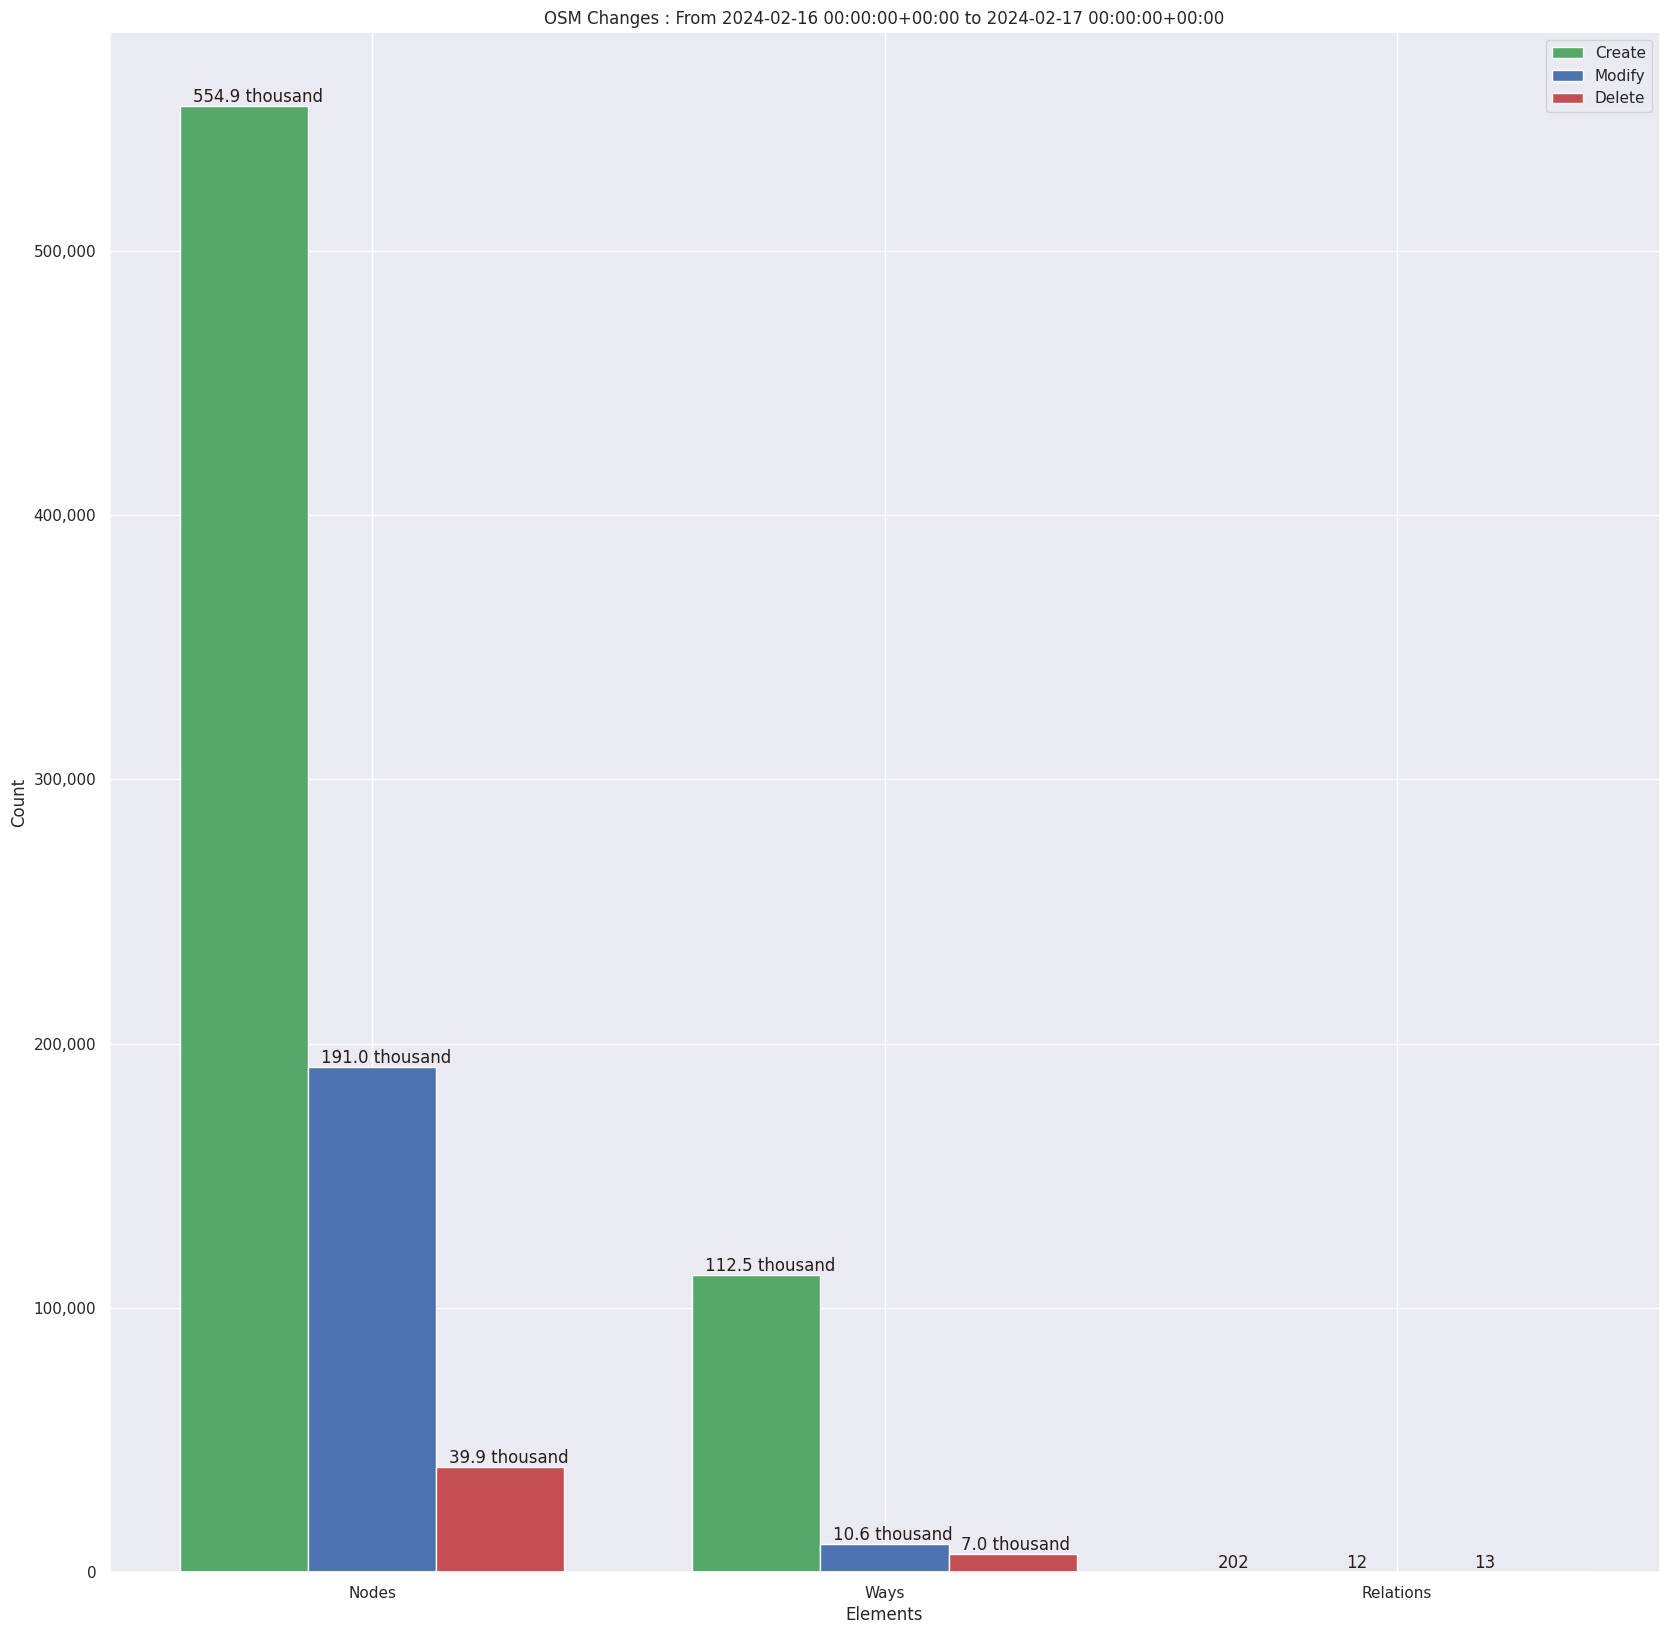 OSM Changes : From 2024-02-16 00:00:00+00:00 to 2024-02-17 00:00:00+00:00
Create
Modify
Delete
554.9 thousand
500,000
400,000
300,000
Count
200,000
191.0 thousand
112.5 thousand
100,000
39.9 thousand
10.6 thousand
7.0 thousand
202
12
13
0
Nodes
Ways
Relations
Elements